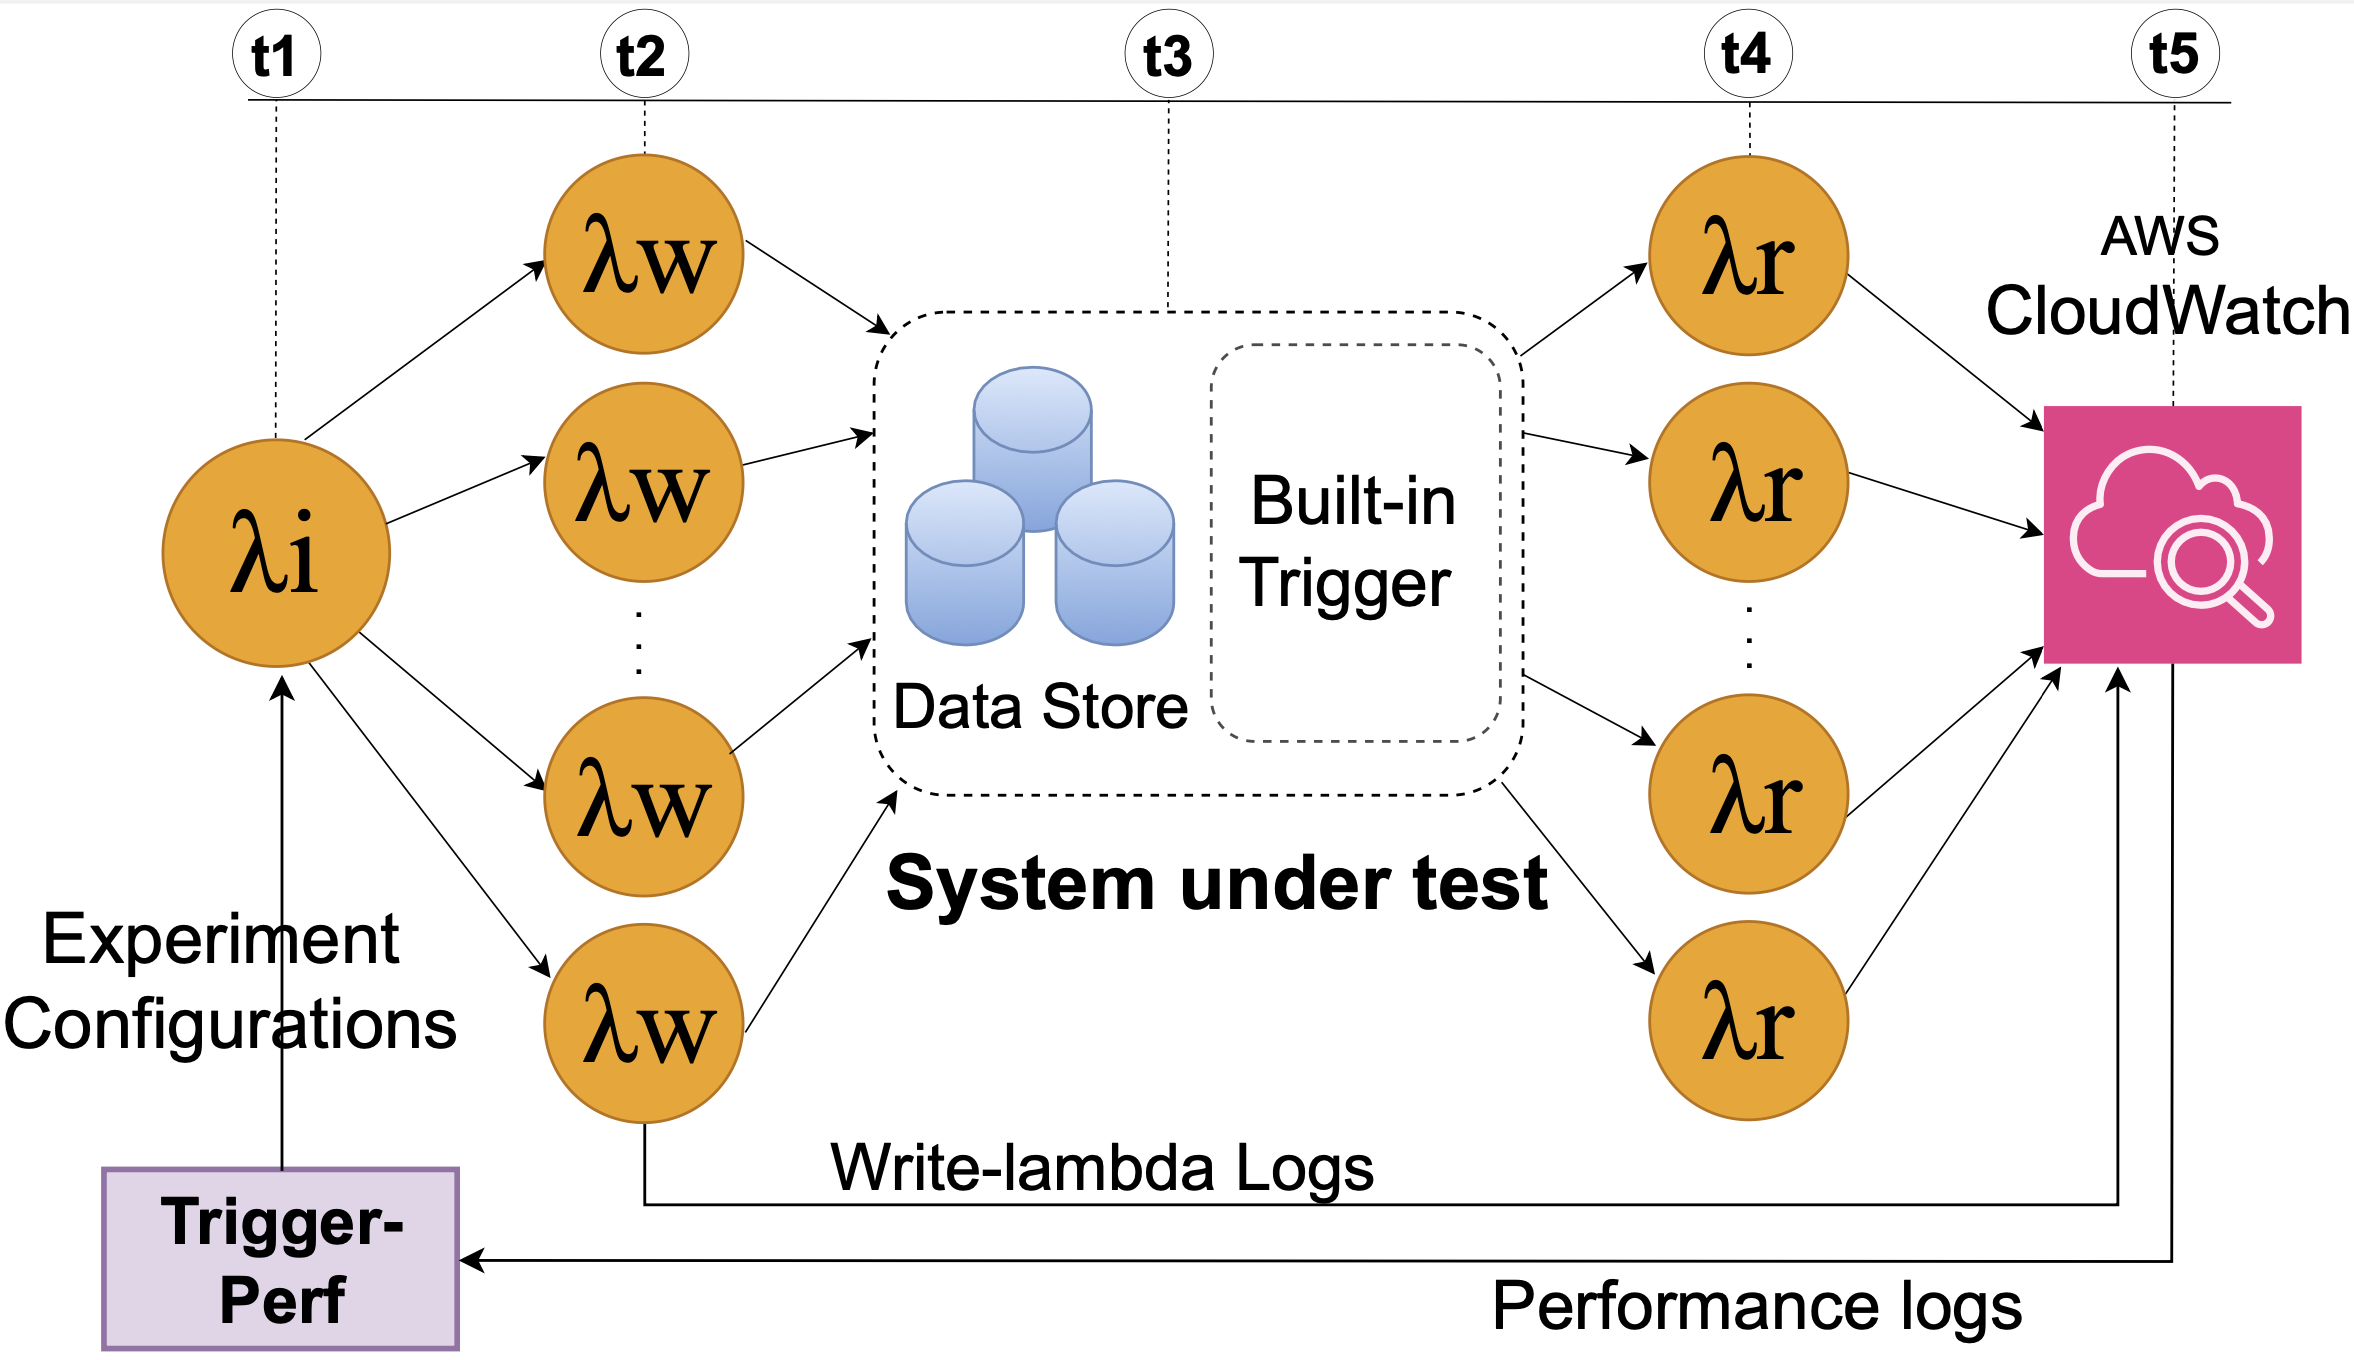 t1
t2
t3
t4
t5
λi
λw
λw
λw
λw
Data Store
Built-in
Trigger
System under test
λr
λr
λr
λr
AWS
CloudWatch
Experiment
Configurations
Trigger-
Perf
Write-lambda Logs
Performance logs